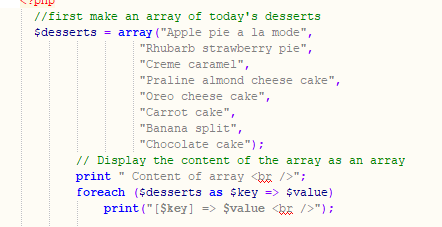 <?php
//first make an array of today's desserts
$desserts = array("Apple pie a la mode",
"Rhubarb strawberry pie",
"Creme caramel",
"Praline almond cheese cake",
"Oreo cheese cake",
"Carrot cake",
"Banana split",
"Chocolate cake");
// Display the content of the array as an array
print " Content of array <br />";
foreach ($desserts as $key => $value)
print("[$key] => $value <br />");